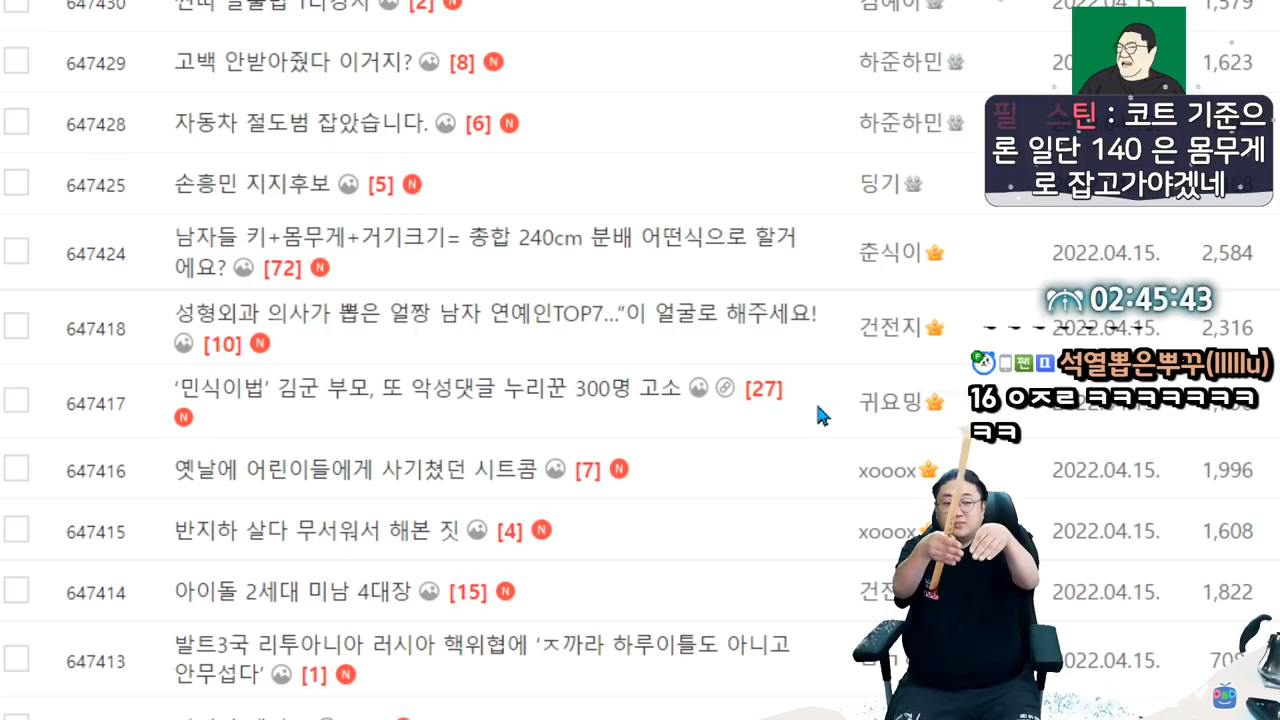 647430
[2]
N
1,579
647429
고백 안받아줬다 이거지?
[8]
N
하준하민
1,623
647428
자동차 절도범 잡았습니다.
[6]
N
하준하민
틴 : 코트 기준으
론 일단 140 은 몸무게
로 잡고가야겠네
647425
손흥민 지지후보
[5]
N
딩기
647424
남자들 키+몸무게+거기크기= 총합 240cm 분배 어떤식으로 할거
에요?
[72]
N
춘식이
2022.04.15.
2,584
02:45:43
647418
성형외과 의사가 뽑은 얼짱 남자 연예인TOP7..."이 얼굴로 해주세요!
[10]
N
건전지
2022.04.15.
2,316
647417
‘민식이법’ 김군 부모, 또 악성댓글 누리꾼 300명 고소
[27]
N
귀요밍
팬
석열뽑은뿌꾸(lllllu)
16 ㅇㅈㄹ ㅋㅋㅋㅋㅋㅋㅋ
ㅋㅋ
647416
옛날에 어린이들에게 사기쳤던 시트콤
[7]
N
xooox
2022.04.15.
1,996
647415
반지하 살다 무서워서 해본 짓
[4]
N
xooox
2022.04.15.
1,608
647414
아이돌 2세대 미남 4대장
[15]
N
2022.04.15.
1,822
647413
발트3국 리투아니아 러시아 핵위협에 ‘ㅈ까라 하루이틀도 아니고
안무섭다’
[1]
N
022.04.15.